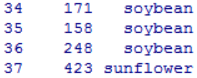 34 171 soybean
35 158 soybean
36 248 soybean
37 423 sunflower